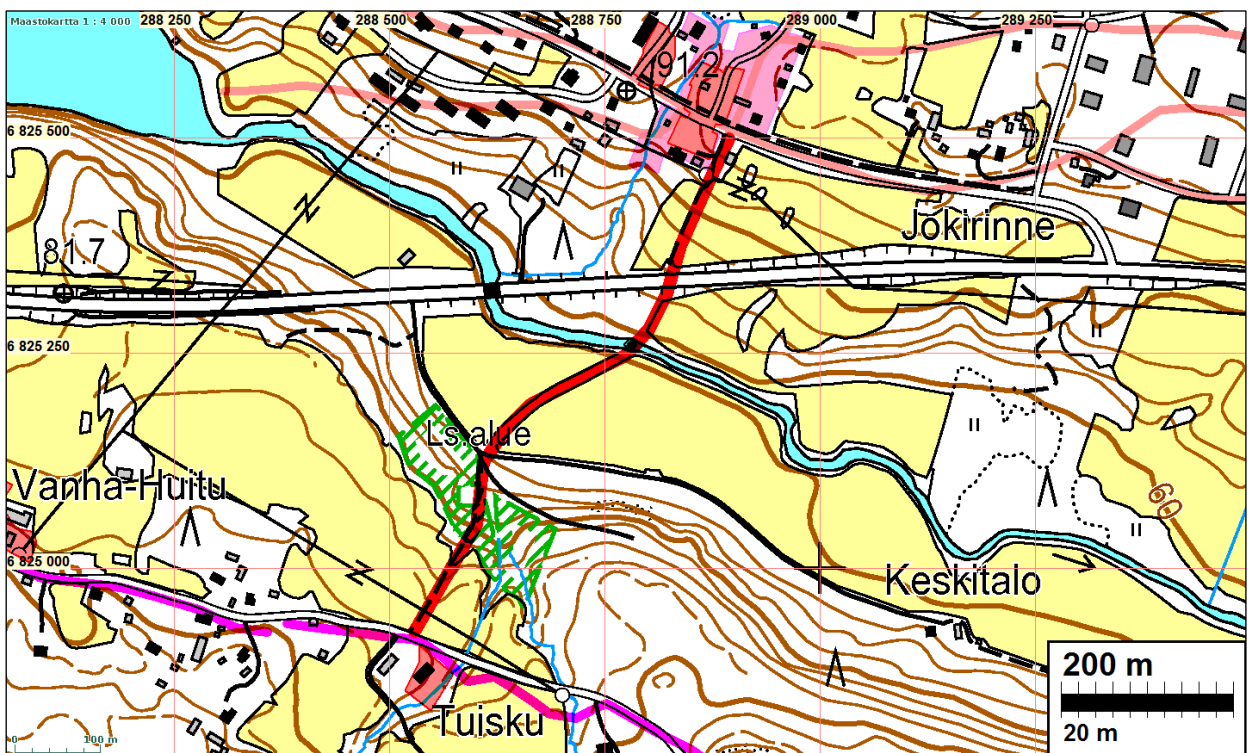 Maastokartta 1 : 4 000
288 250
288 500
288 750
289 000
289 250
91.2
6 825 500
Jokirinne
81.7
6 825 250
Ls.alue
Vanha-Huitu
60
6 825 000
Keskitalo
200 m
20 m
Tuisku
0 100 m